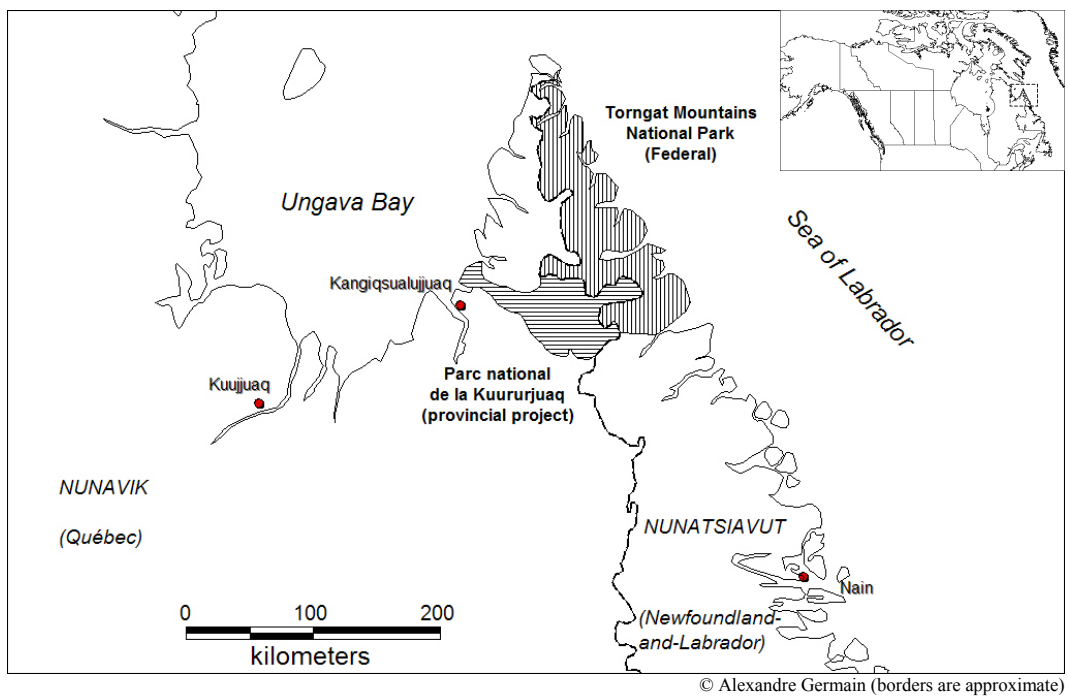 Torngat Mountains
National Park
(Federal)
Ungava Bay
Sea of Labrador
Kangiqsualujjuaq
Parc national
de la Kuururjuaq
(provincial project)
Kuujjuaq
NUNAVIK
(Québec)
NUNATSIAVUT
Nain
(Newfoundland-
and-Labrador)
0 100 200
kilometers
© Alexandre Germain (borders are approximate)